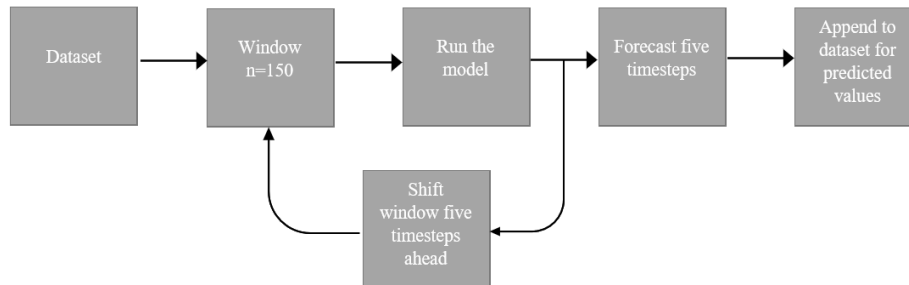 Dataset
Window
n=150
Run the
model
Forecast five
timesteps
Append to
dataset for
predicted
values
Shift
window five
timesteps
ahead